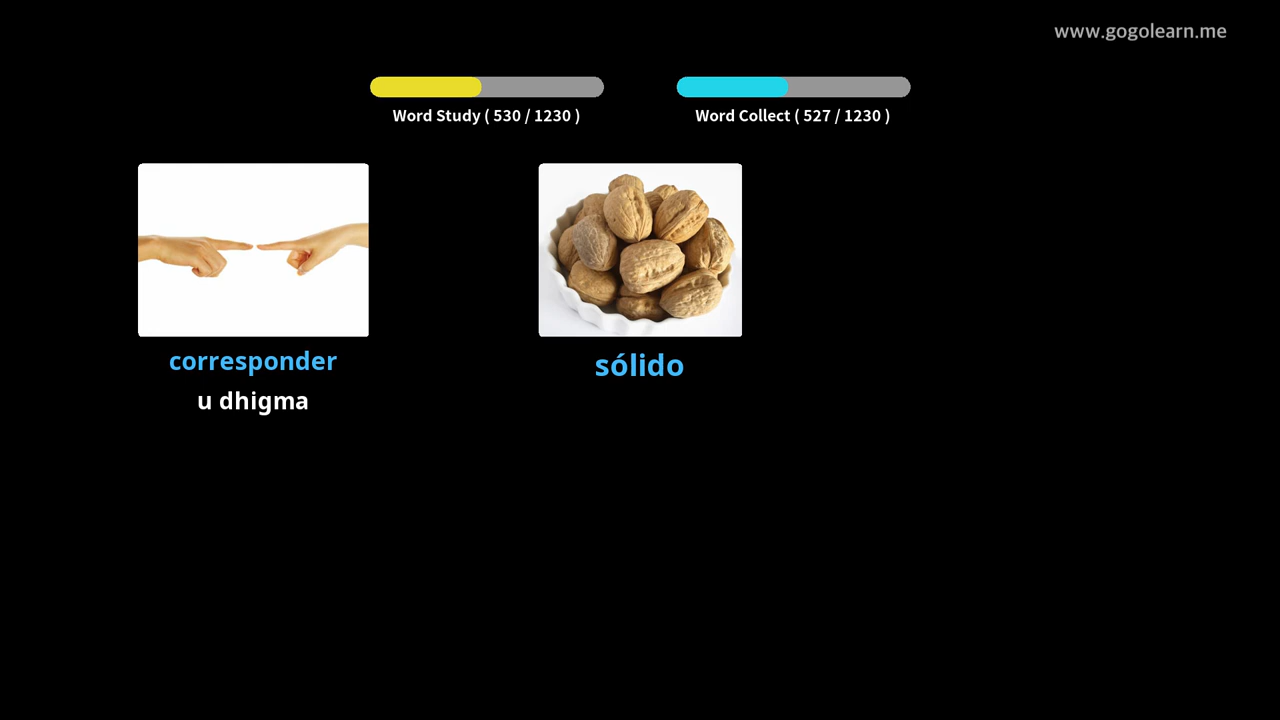 www.gogolearn.me
Word Study ( 530 / 1230 )
Word Collect ( 527 / 1230 )
corresponder
u dhigma
sólido